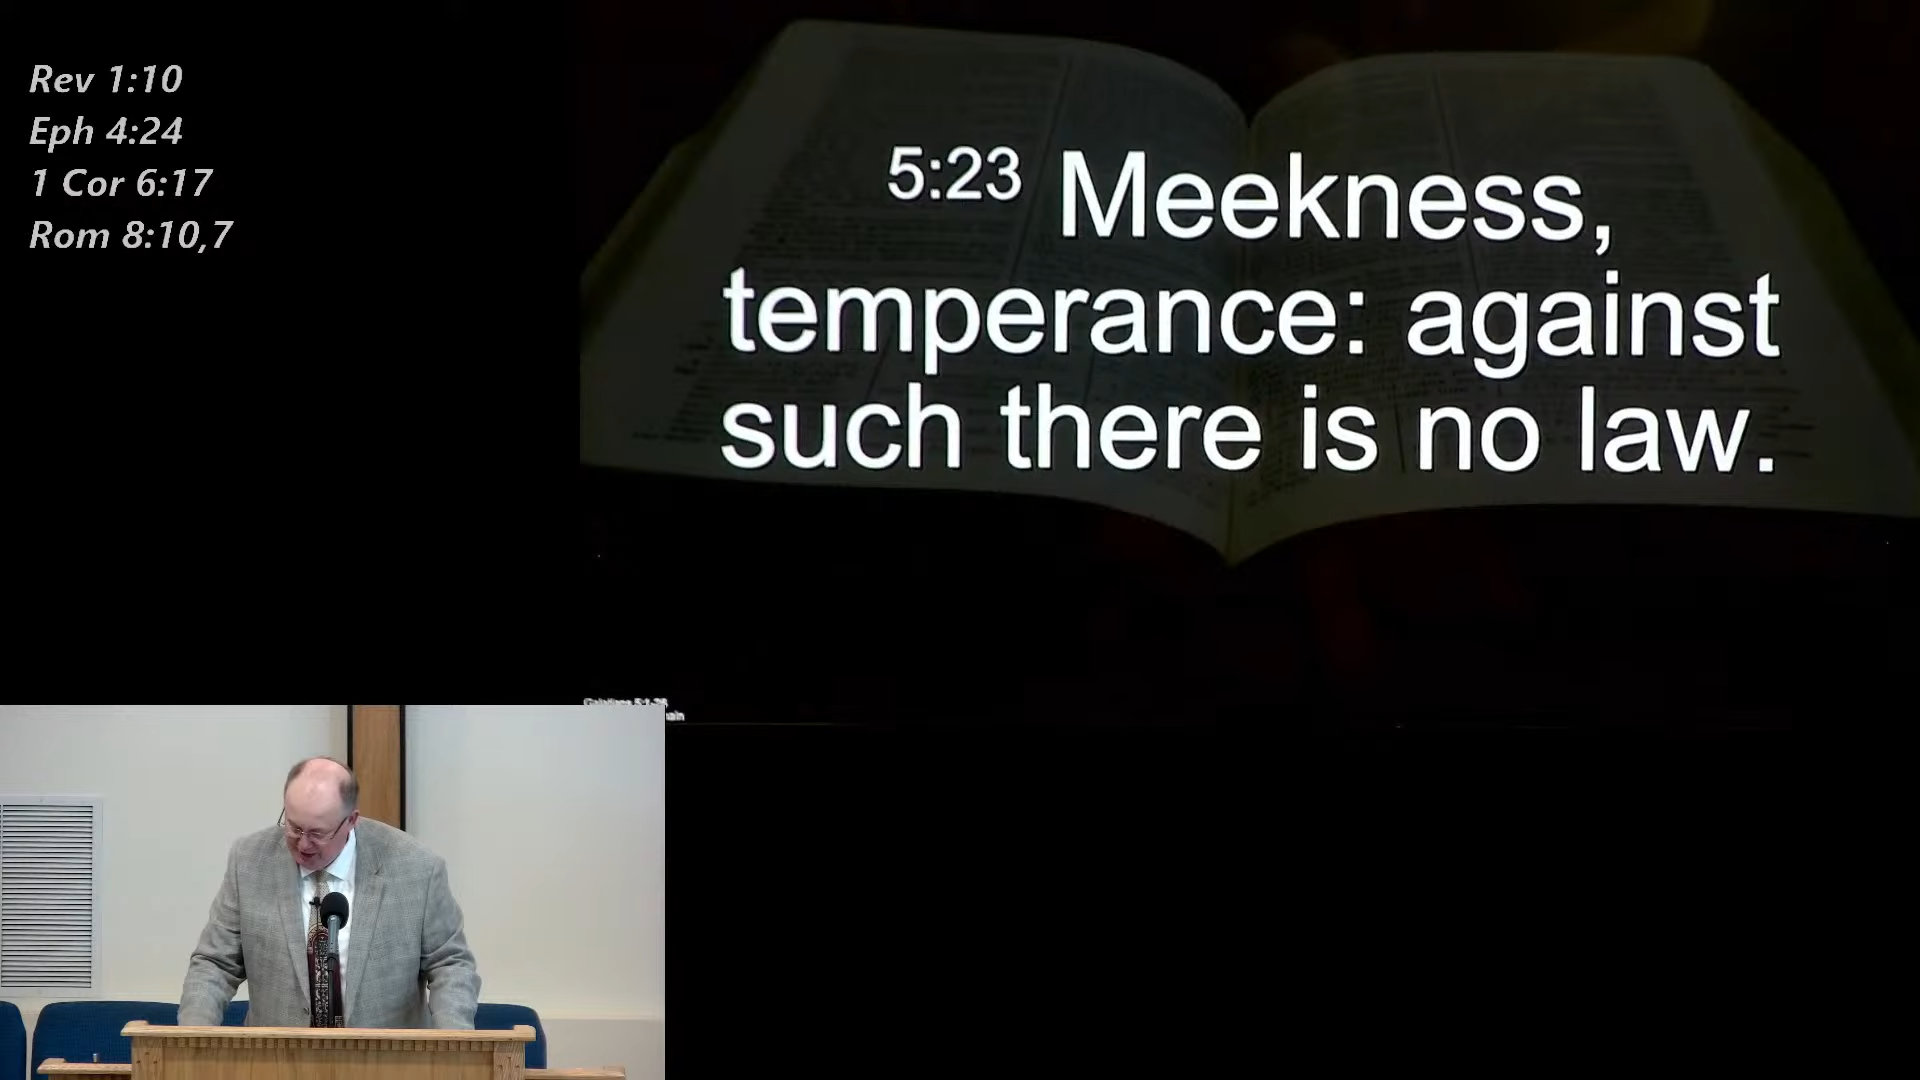 Rev 1:10
Eph 4:24
1 Cor 6:17
Rom 8:10,7
5:23 Meekness,
temperance: against
such there is no law.